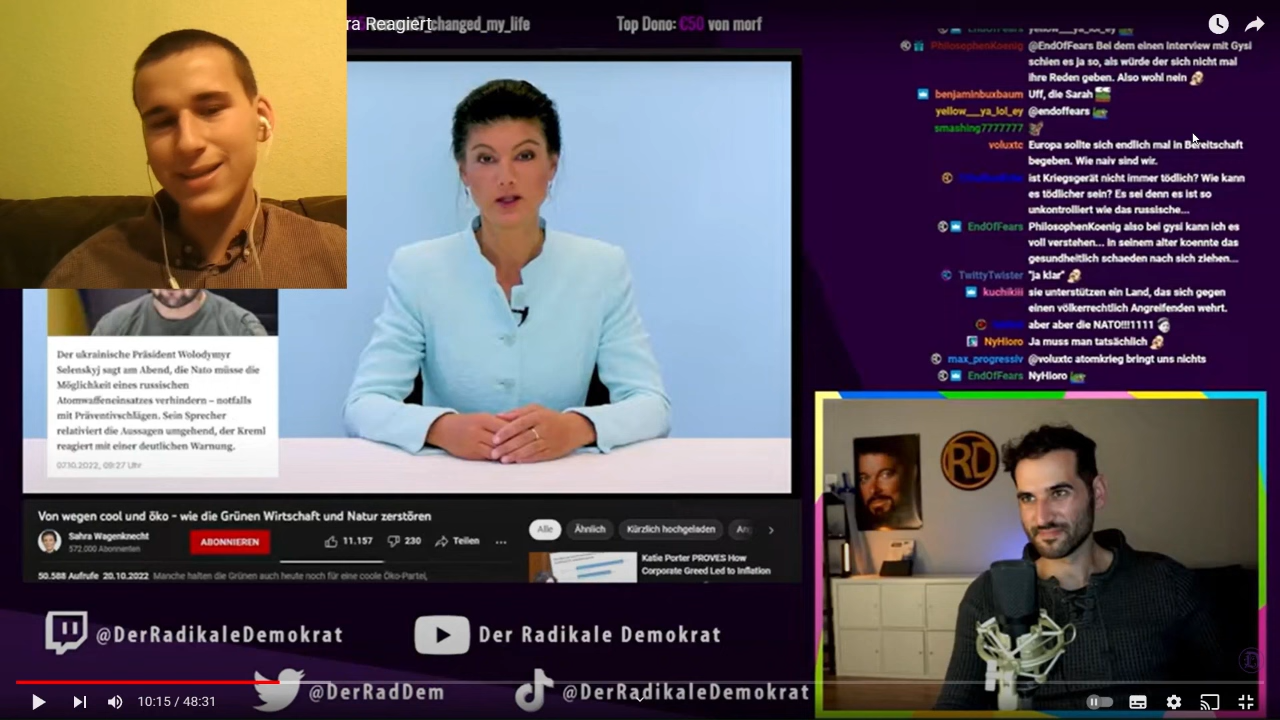 ra Reagiert
_changed_my_life
Top Dono: €50 von morf
yellow___ya_lol_ey
PhilosophenKoenig @EndOfFears Bei dem einen Interview mit Gysi
schien es ja so, als würde der sich nicht mal
ihre Reden geben. Also wohl nein
benjaminbuxbaum Uff, die Sarah
yellow___ya_lol_ey @endoffears
smashing7777777
voluxtc Europa sollte sich endlich mal in Bereitschaft
begeben. Wie naiv sind wir.
ist Kriegsgerät nicht immer tödlich? Wie kann
es tödlicher sein? Es sei denn es ist so
unkontrolliert wie das russische...
EndOfFears PhilosophenKoenig also bei gysi kann ich es
voll verstehen... In seinem alter koennte das
gesundheitlich schaeden nach sich ziehen...
TwittyTwister "ja klar"
kuchikiii sie unterstützen ein Land, das sich gegen
einen völkerrechtlich Angreifenden wehrt.
aber aber die NATO!!!1111
NyHioro Ja muss man tatsächlich
max_progressiv @voluxtc atomkrieg bringt uns nichts
EndOfFears NyHioro
Der ukrainische Präsident Wolodymyr
Selenskyj sagt am Abend, die Nato müsse die
Möglichkeit eines russischen
Atomwaffeneinsatzes verhindern – notfalls
mit Präventivschlägen. Sein Sprecher
relativiert die Aussagen umgehend, der Kreml
reagiert mit einer deutlichen Warnung.
07.10.2022, 09:27 Uhr
RD
Von wegen cool und öko - wie die Grünen Wirtschaft und Natur zerstören
Sahra Wagenknecht
572.000 Abonnenten
ABONNIEREN
11.157
230
Teilen
Alle
Ähnlich
Kürzlich hochgeladen
Katie Porter PROVES How
Corporate Greed Led to Inflation
50.588 Aufrufe 20.10.2022 Manche halten die Grünen auch heute noch für eine coole Öko-Partei,
@DerRadikaleDemokrat
Der Radikale Demokrat
@DerRadDem
@DerRadikaleDemokrat
10:15 / 48:31